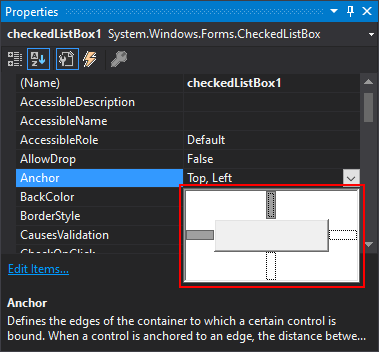 Properties
checkedListBox1 System.Windows.Forms.CheckedListBox
(Name) checkedListBox1
AccessibleDescription
AccessibleName
AccessibleRole Default
AllowDrop False
Anchor Top, Left
BackColor
BorderStyle
CausesValidation
CheckOnClick
Edit Items...
Anchor
Defines the edges of the container to which a certain control is
bound. When a control is anchored to an edge, the distance betwe...